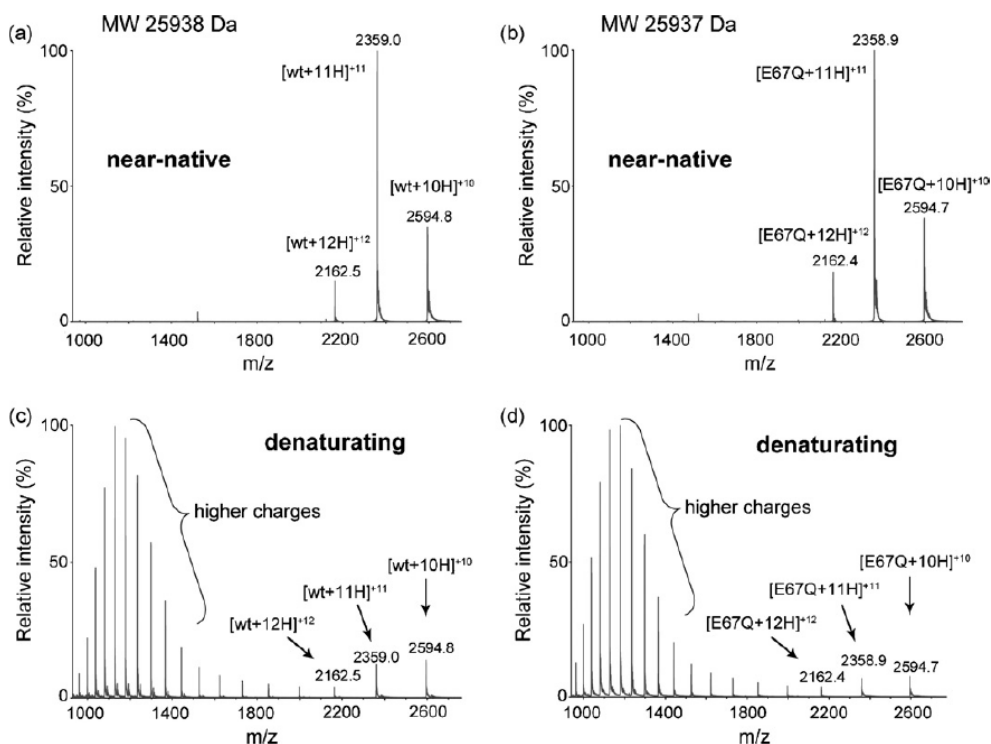 (a)
MW 25938 Da
2359.0
100
[wt+11H]⁺¹¹
near-native
[wt+10H]⁺¹⁰
2594.8
50
[wt+12H]⁺¹²
2162.5
0
Relative intensity (%)
1000 1400 1800 2200 2600
m/z
(b)
MW 25937 Da
2358.9
100
[E67Q+11H]⁺¹¹
near-native
[E67Q+10H]⁺¹⁰
2594.7
50
[E67Q+12H]⁺¹²
2162.4
0
Relative intensity (%)
1000 1400 1800 2200 2600
m/z
(c)
100
denaturating
higher charges
50
[wt+10H]⁺¹⁰
[wt+11H]⁺¹¹
[wt+12H]⁺¹²
2359.0
2594.8
2162.5
0
Relative intensity (%)
1000 1400 1800 2200 2600
m/z
(d)
100
denaturating
higher charges
50
[E67Q+10H]⁺¹⁰
[E67Q+11H]⁺¹¹
[E67Q+12H]⁺¹²
2358.9
2594.7
2162.4
0
Relative intensity (%)
1000 1400 1800 2200 2600
m/z